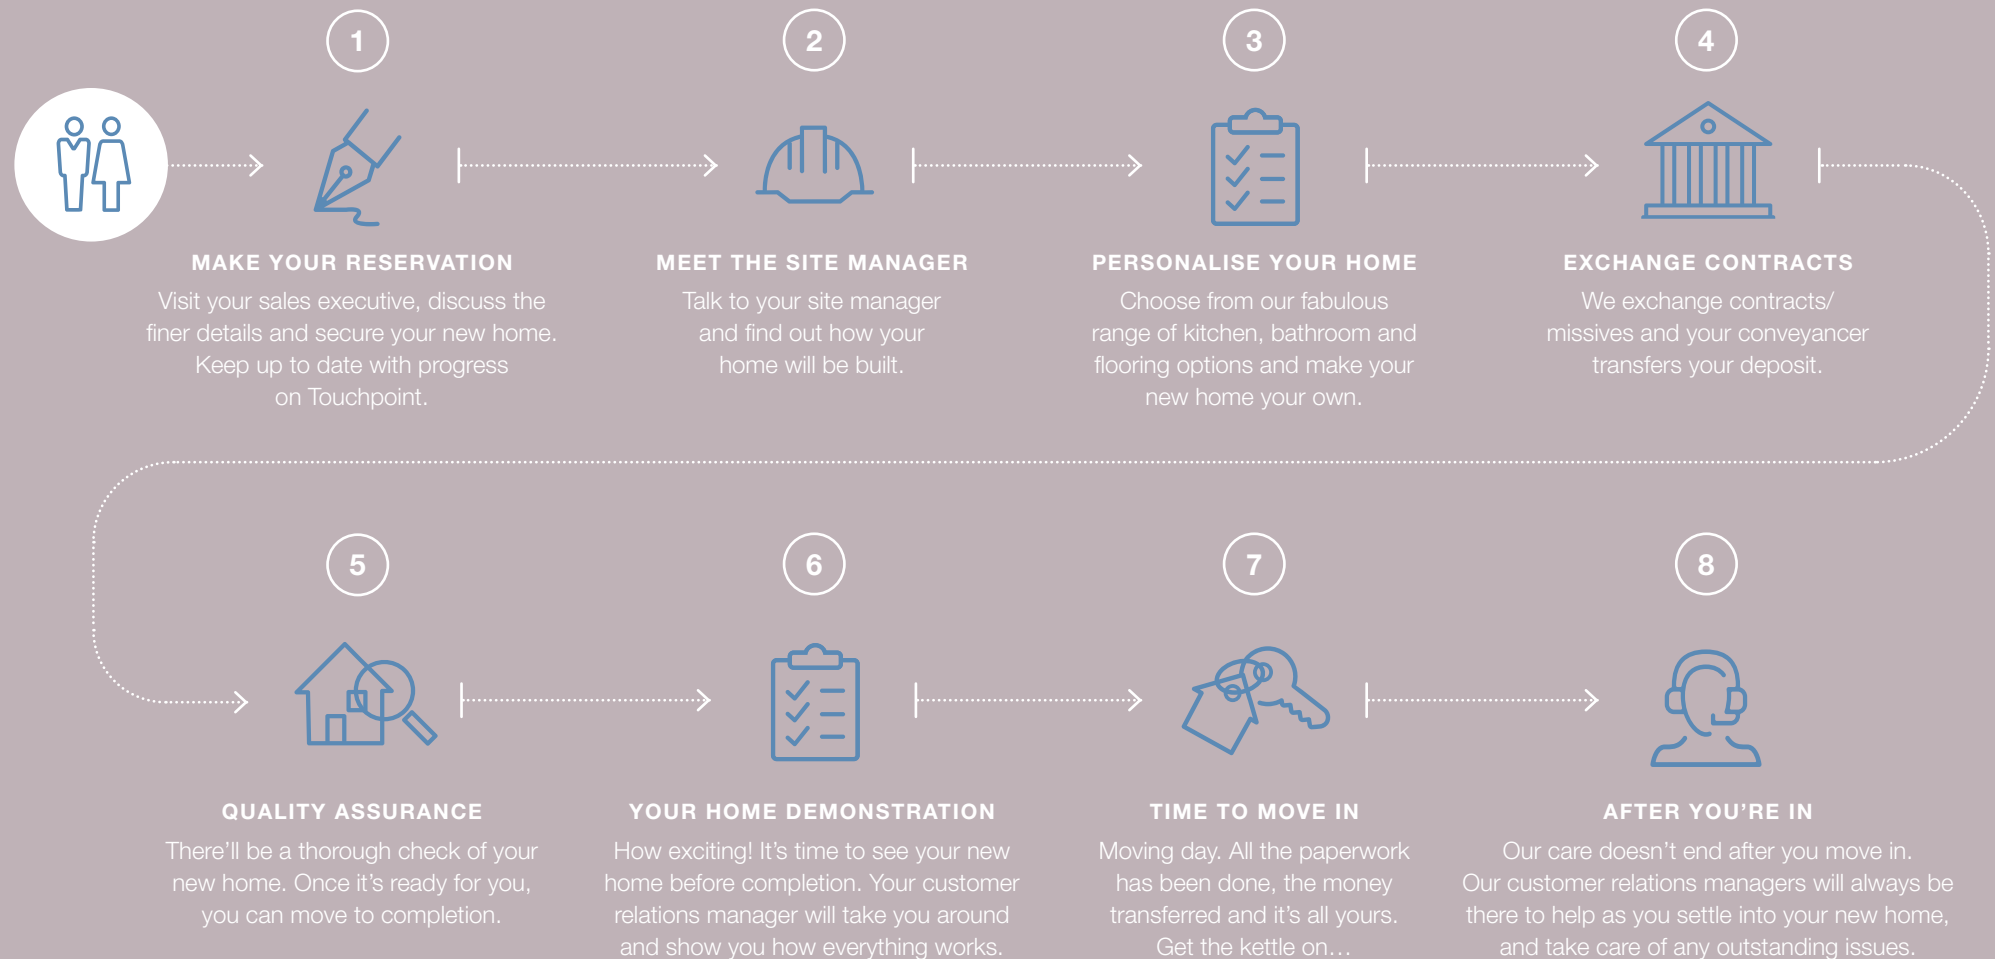 1
MAKE YOUR RESERVATION
Visit your sales executive, discuss the
finer details and secure your new home.
Keep up to date with progress
on Touchpoint.
2
MEET THE SITE MANAGER
Talk to your site manager
and find out how your
home will be built.
3
PERSONALISE YOUR HOME
Choose from our fabulous
range of kitchen, bathroom and
flooring options and make your
new home your own.
4
EXCHANGE CONTRACTS
We exchange contracts/
missives and your conveyancer
transfers your deposit.
5
QUALITY ASSURANCE
There’ll be a thorough check of your
new home. Once it’s ready for you,
you can move to completion.
6
YOUR HOME DEMONSTRATION
How exciting! It’s time to see your new
home before completion. Your customer
relations manager will take you around
and show you how everything works.
7
TIME TO MOVE IN
Moving day. All the paperwork
has been done, the money
transferred and it’s all yours.
Get the kettle on…
8
AFTER YOU’RE IN
Our care doesn’t end after you move in.
Our customer relations managers will always be
there to help as you settle into your new home,
and take care of any outstanding issues.